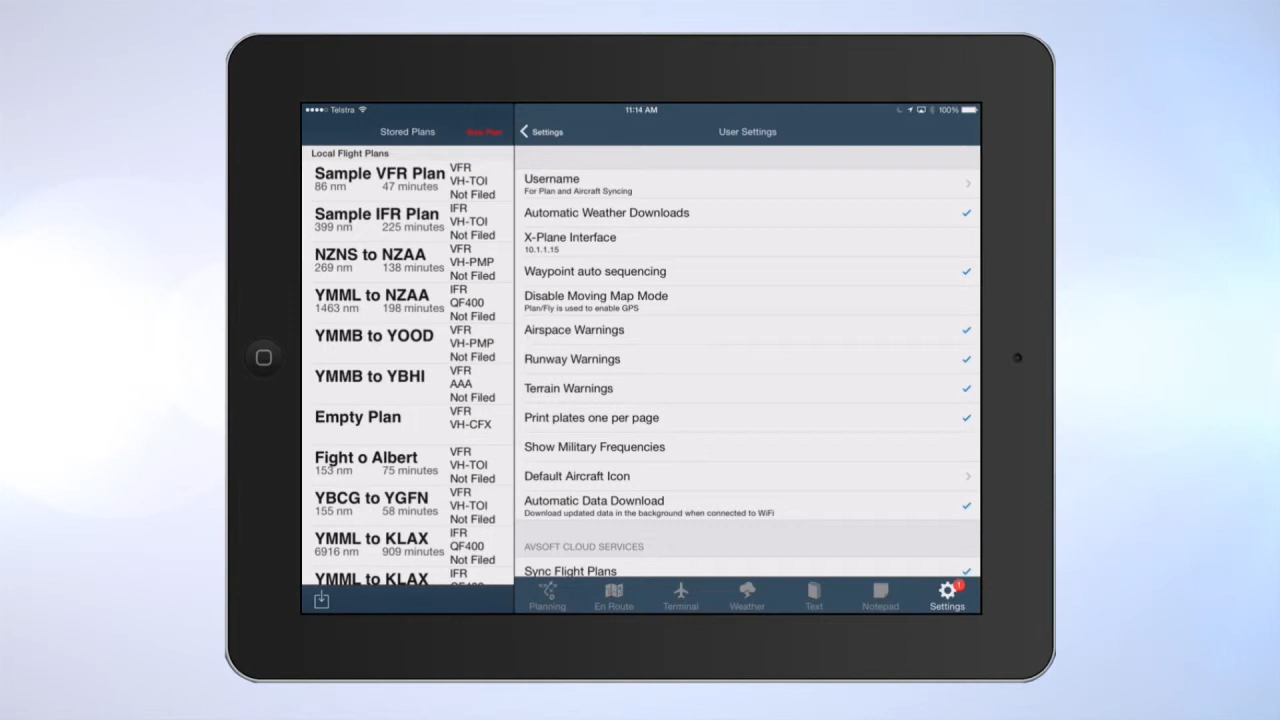 Telstra
11:14 AM
100%
Stored Plans
New Plan
Settings
User Settings
Local Flight Plans
Sample VFR Plan
86 nm 47 minutes
VFR
VH-TOI
Not Filed
Sample IFR Plan
399 nm 225 minutes
IFR
VH-TOI
Not Filed
NZNS to NZAA
269 nm 138 minutes
VFR
VH-PMP
Not Filed
YMML to NZAA
1463 nm 198 minutes
IFR
QF400
Not Filed
YMMB to YOOD
VFR
VH-PMP
Not Filed
YMMB to YBHI
VFR
AAA
Not Filed
Empty Plan
VFR
VH-CFX
Fight o Albert
153 nm 75 minutes
VFR
VH-TOI
Not Filed
YBCG to YGFN
155 nm 58 minutes
VFR
VH-TOI
Not Filed
YMML to KLAX
6916 nm 909 minutes
IFR
QF400
Not Filed
YMML to KLAX
IFR
QF400
Username
For Plan and Aircraft Syncing
Automatic Weather Downloads
X-Plane Interface
10.1.1.15
Waypoint auto sequencing
Disable Moving Map Mode
Plan/Fly is used to enable GPS
Airspace Warnings
Runway Warnings
Terrain Warnings
Print plates one per page
Show Military Frequencies
Default Aircraft Icon
Automatic Data Download
Download updated data in the background when connected to WiFi
AVSOFT CLOUD SERVICES
Sync Flight Plans
Planning
En Route
Terminal
Weather
Text
Notepad
1
Settings